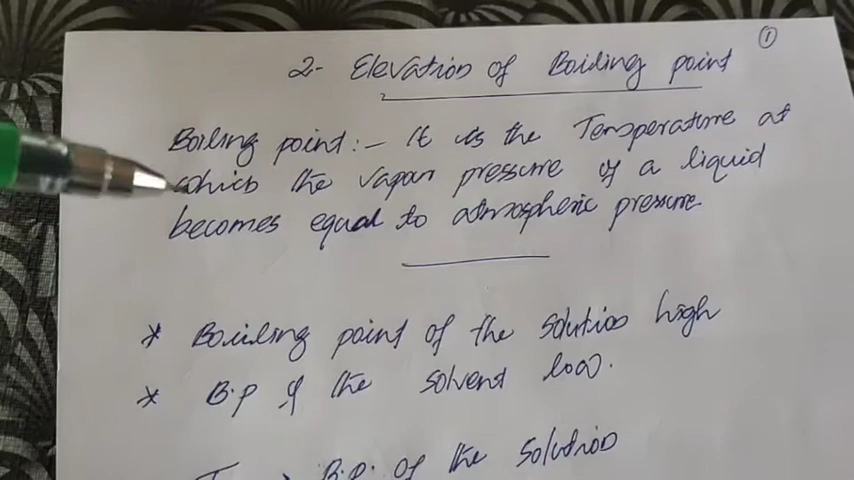 ①
2- Elevation of Boiling point
Boiling point :- It is the Temperature at
which the vapour pressure of a liquid
becomes equal to atmospheric pressure
* Boiling point of the solution high
* B.p of the solvent low.
B.P. of the solution